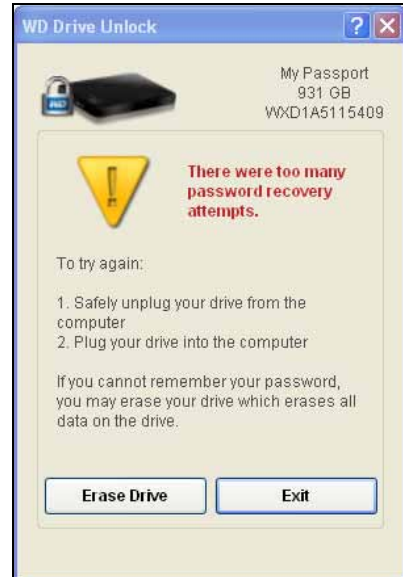 WD Drive Unlock
?
My Passport
931 GB
WXD1A5115409
WD
There were too many
password recovery
attempts.
To try again:
1. Safely unplug your drive from the
computer
2. Plug your drive into the computer
If you cannot remember your password,
you may erase your drive which erases all
data on the drive.
Erase Drive
Exit